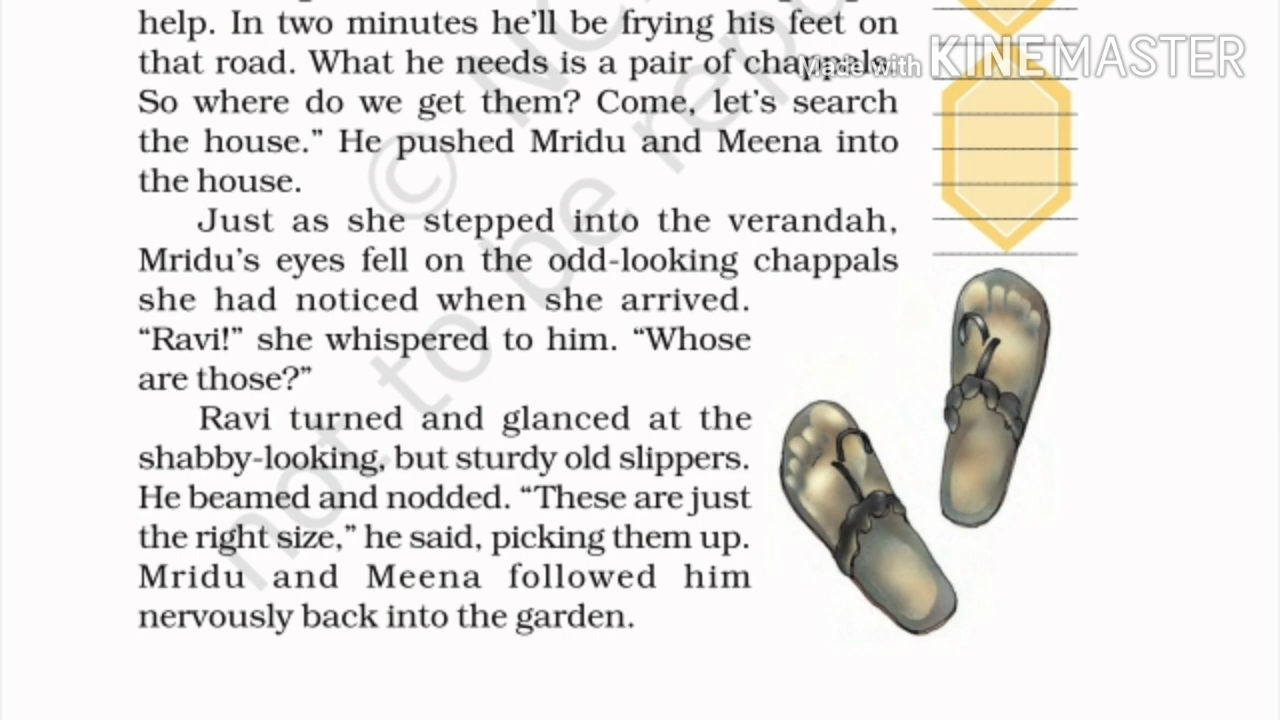 help. In two minutes he'll be frying his feet on
that road. What he needs is a pair of chappals.
So where do we get them? Come, let's search
the house.” He pushed Mridu and Meena into
the house.
Just as she stepped into the verandah,
Mridu's eyes fell on the odd-looking chappals
she had noticed when she arrived.
“Ravi!” she whispered to him. “Whose
are those?”
Ravi turned and glanced at the
shabby-looking, but sturdy old slippers.
He beamed and nodded. “These are just
the right size,” he said, picking them up.
Mridu and Meena followed him
nervously back into the garden.
Made with KINEMASTER
© NC
not to be repu